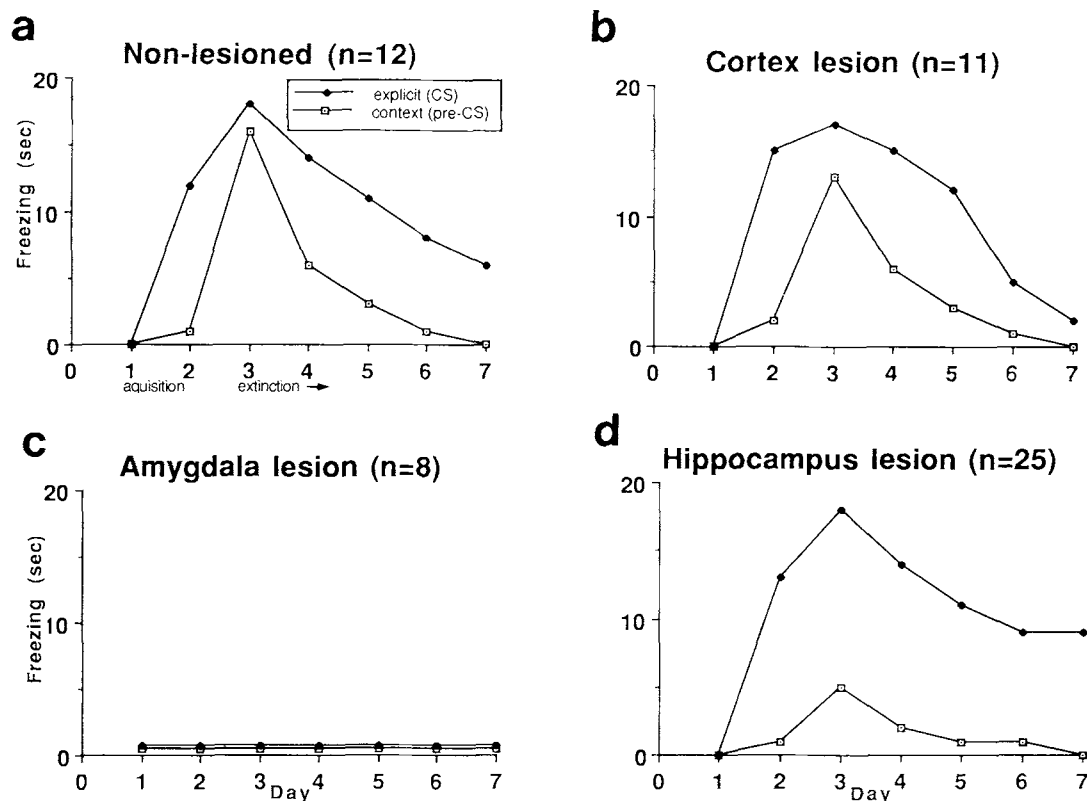 a
Non-lesioned (n=12)
20
10
0
Freezing (sec)
explicit (CS)
context (pre-CS)
0 1 2 3 4 5 6 7
aquisition extinction →
b
Cortex lesion (n=11)
20
10
0
0 1 2 3 4 5 6 7
c
Amygdala lesion (n=8)
20
10
0
Freezing (sec)
0 1 2 3 4 5 6 7
Day
d
Hippocampus lesion (n=25)
20
10
0
0 1 2 3 4 5 6 7
Day